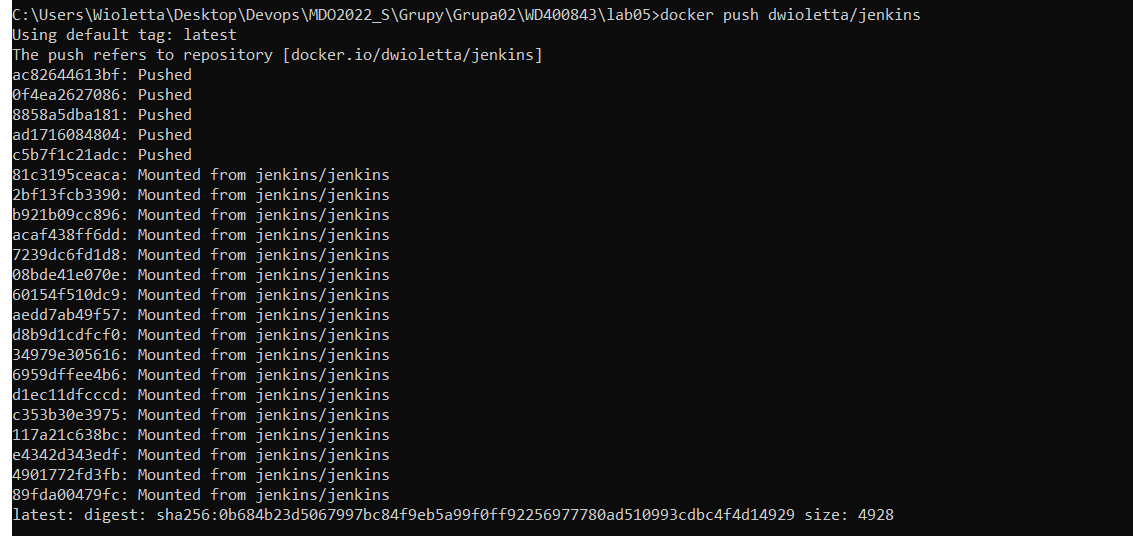 C:\Users\Wioletta\Desktop\Devops\MDO2022_S\Grupy\Grupa02\WD400843\lab05>docker push dwioletta/jenkins
Using default tag: latest
The push refers to repository [docker.io/dwioletta/jenkins]
ac82644613bf: Pushed
0f4ea2627086: Pushed
8858a5dba181: Pushed
ad1716084804: Pushed
c5b7f1c21adc: Pushed
81c3195ceaca: Mounted from jenkins/jenkins
2bf13fcb3390: Mounted from jenkins/jenkins
b921b09cc896: Mounted from jenkins/jenkins
acaf438ff6dd: Mounted from jenkins/jenkins
7239dc6fd1d8: Mounted from jenkins/jenkins
08bde41e070e: Mounted from jenkins/jenkins
60154f510dc9: Mounted from jenkins/jenkins
aedd7ab49f57: Mounted from jenkins/jenkins
d8b9d1cdfcf0: Mounted from jenkins/jenkins
34979e305616: Mounted from jenkins/jenkins
6959dffee4b6: Mounted from jenkins/jenkins
d1ec11dfcccd: Mounted from jenkins/jenkins
c353b30e3975: Mounted from jenkins/jenkins
117a21c638bc: Mounted from jenkins/jenkins
e4342d343edf: Mounted from jenkins/jenkins
4901772fd3fb: Mounted from jenkins/jenkins
89fda00479fc: Mounted from jenkins/jenkins
latest: digest: sha256:0b684b23d5067997bc84f9eb5a99f0ff92256977780ad510993cdbc4f4d14929 size: 4928